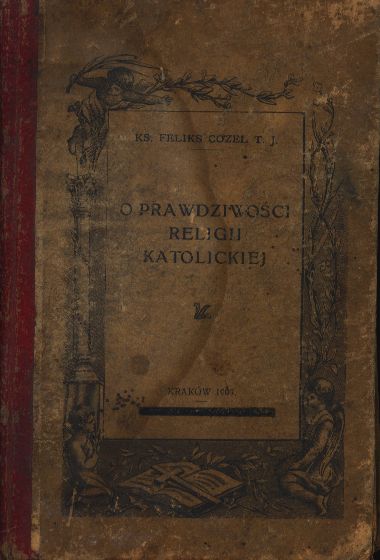 KS. FELIKS COZEL T. J.
O PRAWDZIWOŚCI
RELIGII
KATOLICKIEJ
KRAKÓW